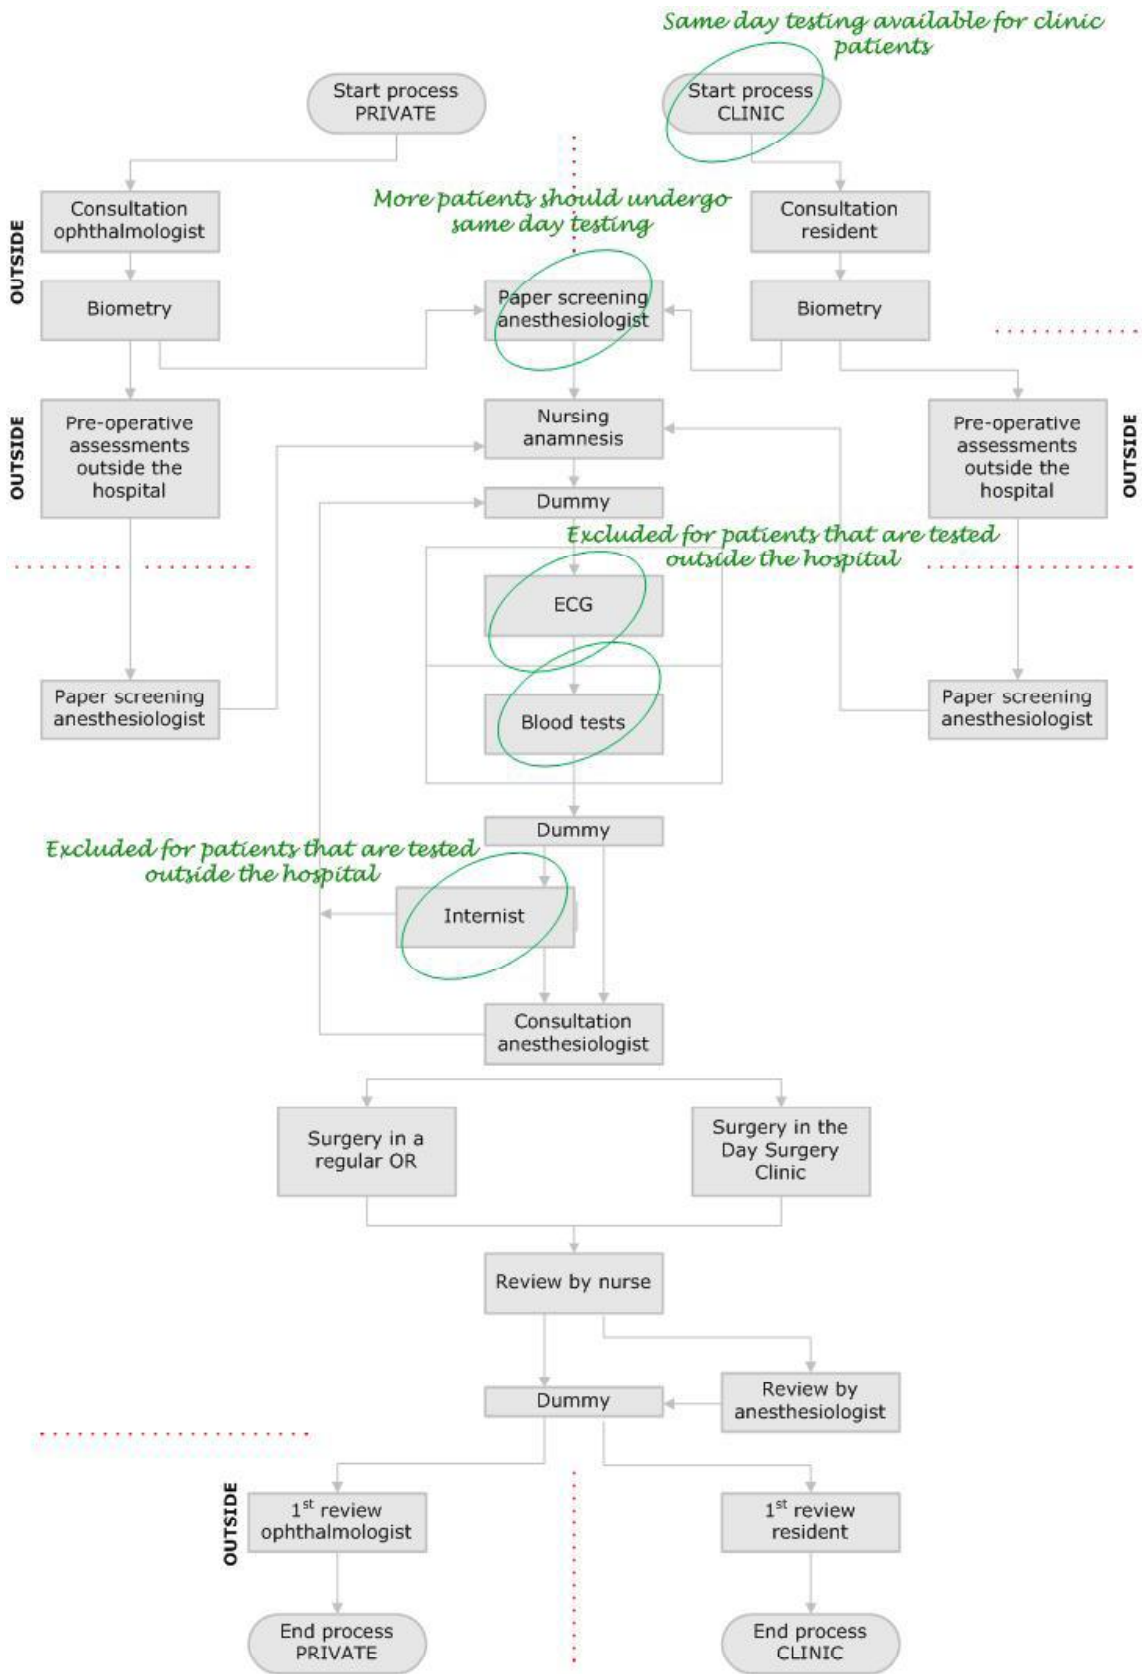 Same day testing available for clinic
patients
Start process
PRIVATE
Start process
CLINIC
More patients should undergo
same day testing
OUTSIDE
Consultation
ophthalmologist
Consultation
resident
Biometry
Paper screening
anesthesiologist
Biometry
OUTSIDE
Pre-operative
assessments
outside the
hospital
Nursing
anamnesis
Pre-operative
assessments
outside the
hospital
OUTSIDE
Dummy
Excluded for patients that are tested
outside the hospital
ECG
Paper screening
anesthesiologist
Blood tests
Paper screening
anesthesiologist
Dummy
Excluded for patients that are tested
outside the hospital
Internist
Consultation
anesthesiologist
Surgery in a
regular OR
Surgery in the
Day Surgery
Clinic
Review by nurse
Dummy
Review by
anesthesiologist
OUTSIDE
1st review
ophthalmologist
1st review
resident
End process
PRIVATE
End process
CLINIC